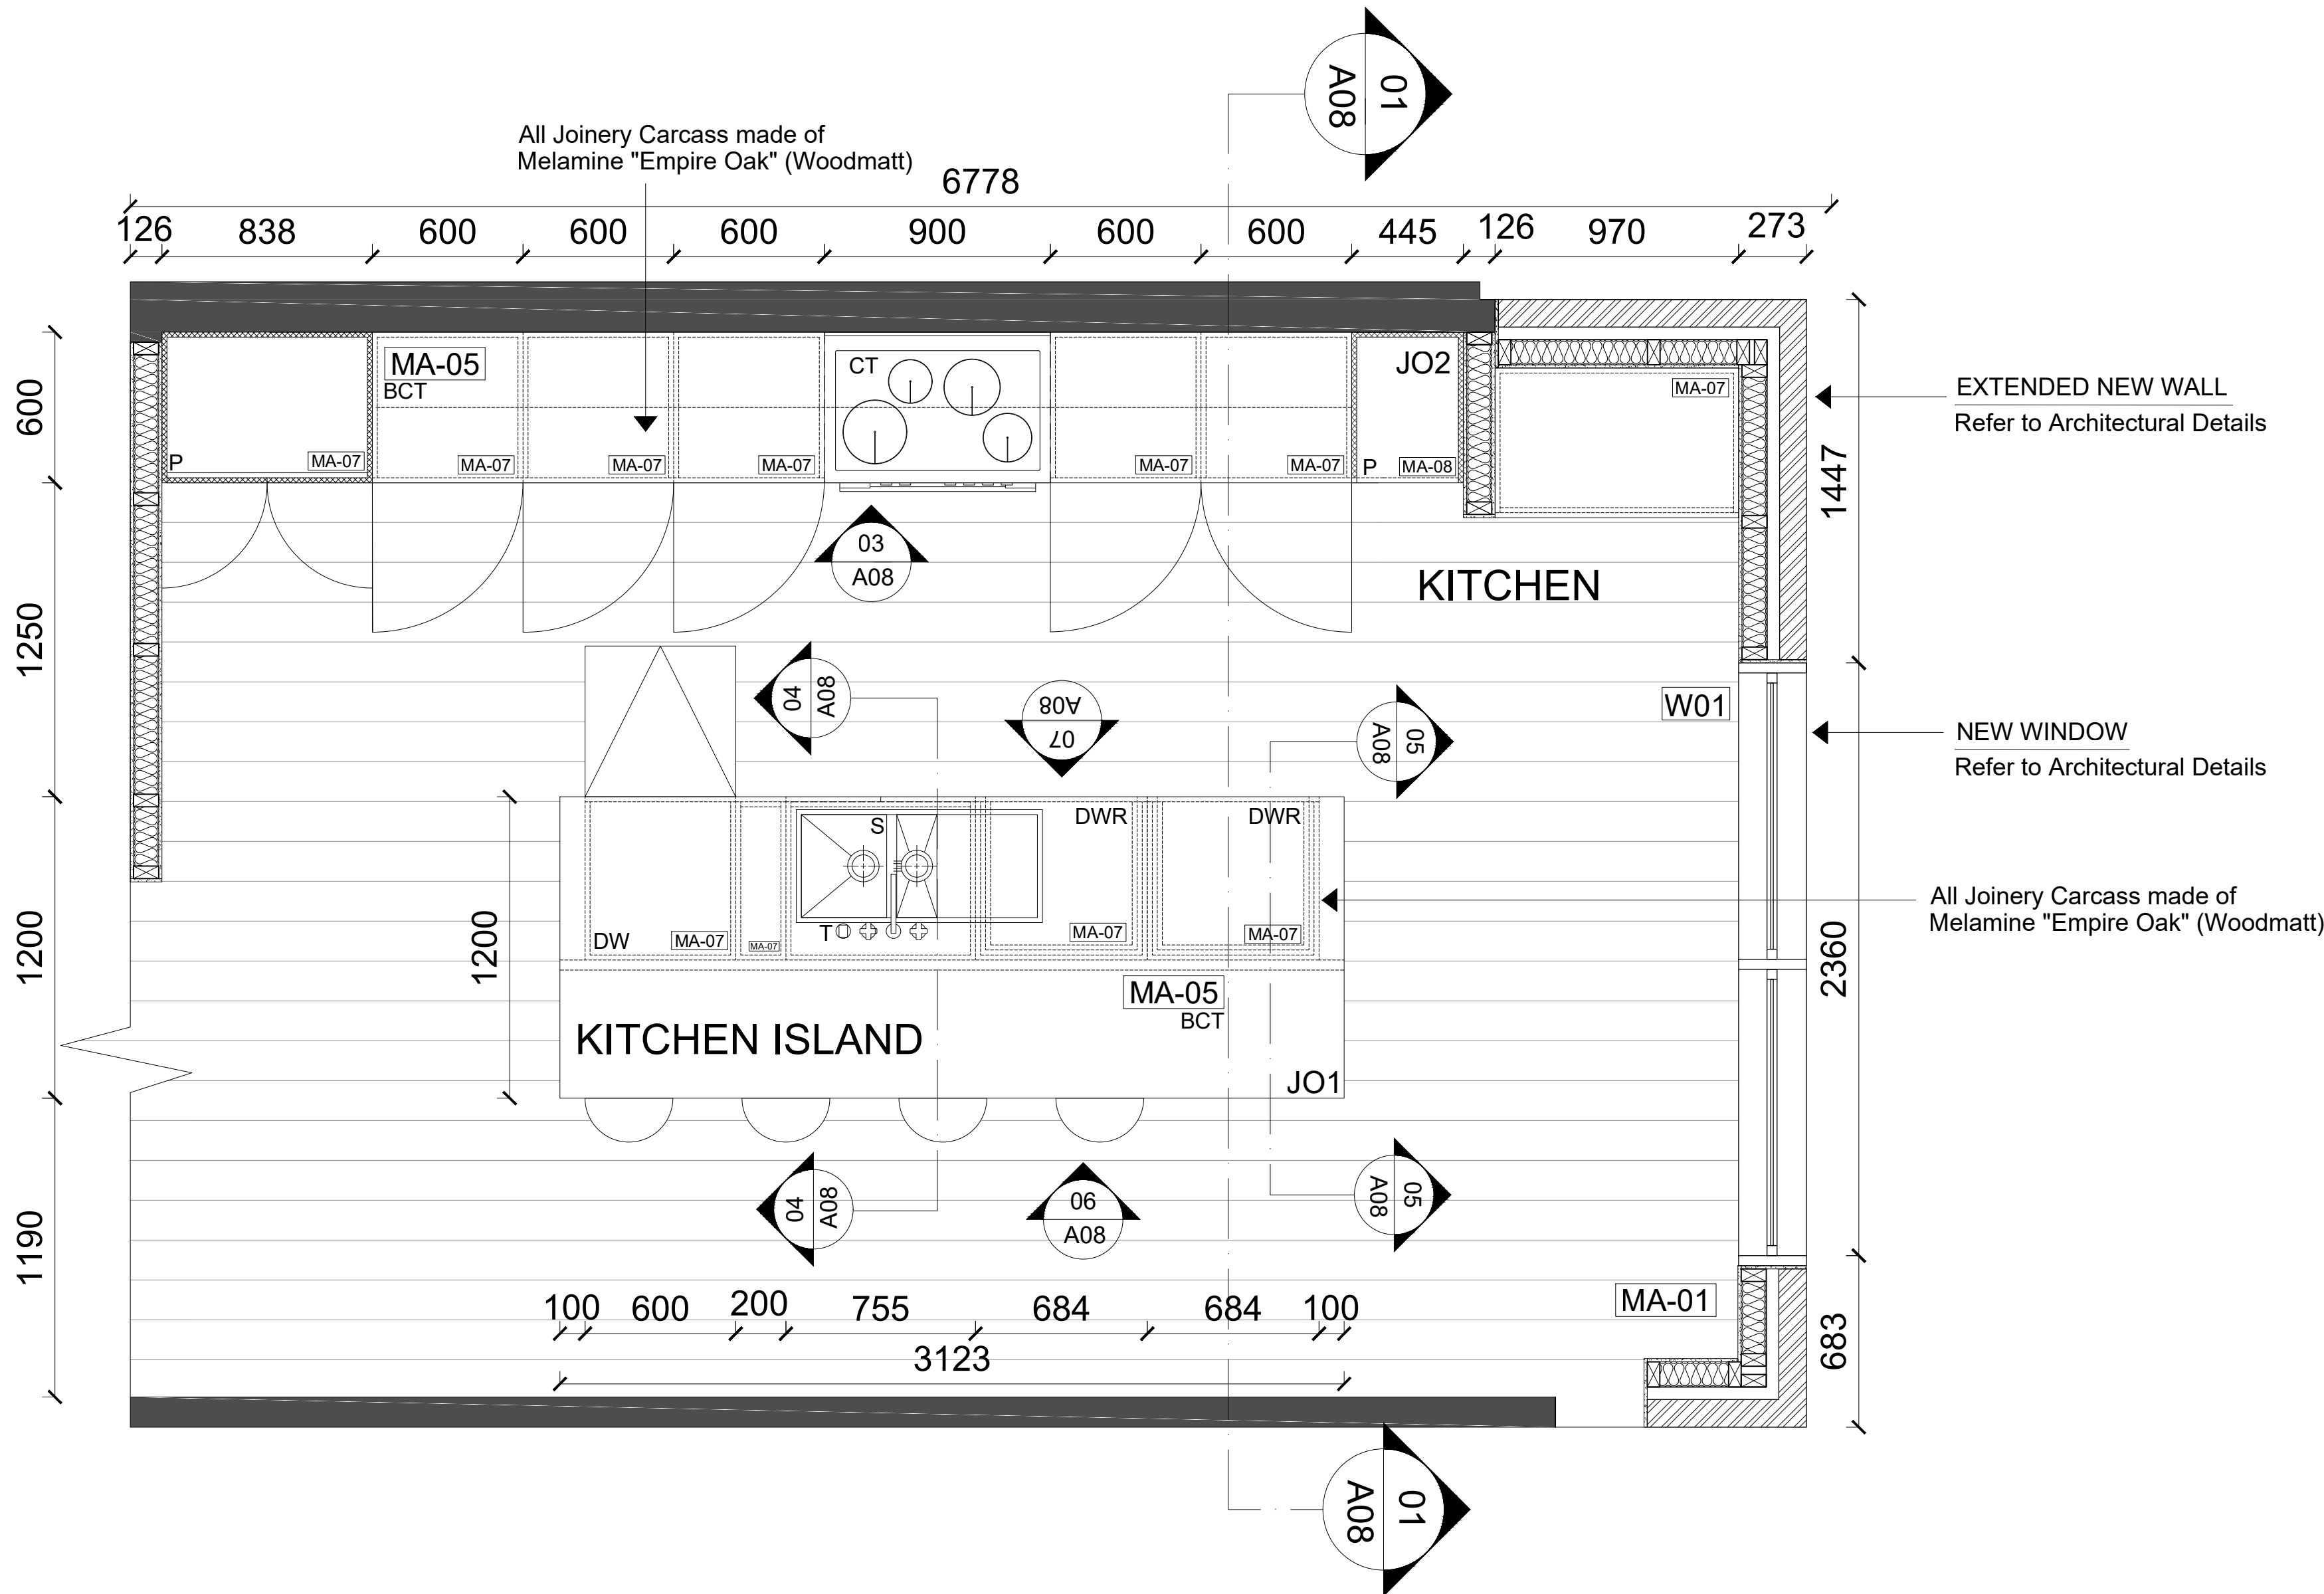 01
A08
All Joinery Carcass made of
Melamine "Empire Oak" (Woodmatt)
6778
126 838 600 600 600 900 600 600 445 126 970 273
MA-05
BCT
CT
JO2
MA-07
P MA-07 MA-07 MA-07 MA-07 MA-07 MA-07 P MA-08
EXTENDED NEW WALL
Refer to Architectural Details
600
1447
03
A08
KITCHEN
1250
04
A08
07
A08
05
A08
W01
NEW WINDOW
Refer to Architectural Details
S
DWR
DWR
All Joinery Carcass made of
Melamine "Empire Oak" (Woodmatt)
DW MA-07 MA-07 T MA-07 MA-07
1200
1200
2360
MA-05
BCT
KITCHEN ISLAND
JO1
04
A08
06
A08
05
A08
1190
MA-01
100 600 200 755 684 684 100
3123
683
01
A08